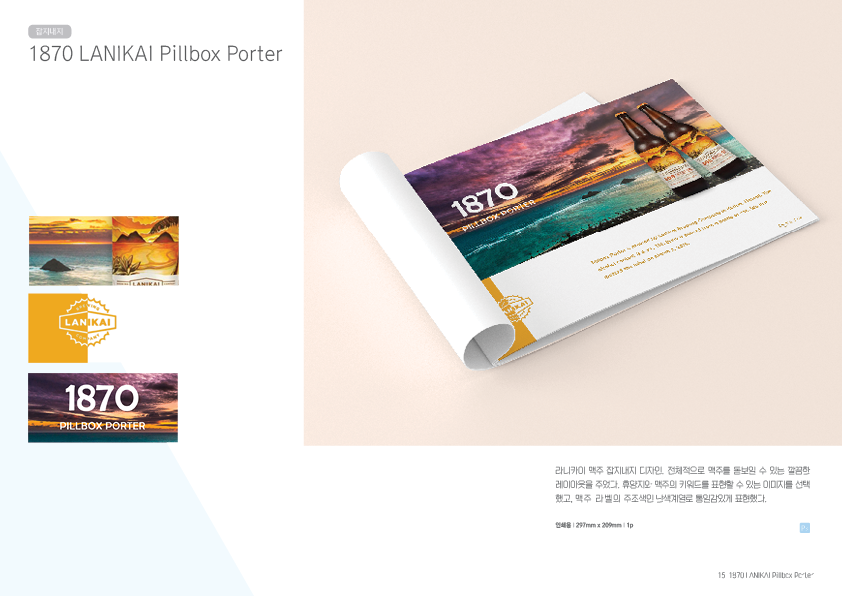 잡지내지
1870 LANIKAI Pillbox Porter
LANIKAI
BREWING
LANIKAI
COMPANY
1870
PILLBOX PORTER
1870
PILLBOX PORTER
LANIKAI
라니카이 맥주 잡지내지 디자인. 전체적으로 맥주를 돋보일 수 있는 깔끔한
레이아웃을 주었다. 휴양지와 맥주의 키워드를 표현할 수 있는 이미지를 선택
했고, 맥주 라벨의 주조색인 난색계열로 통일감있게 표현했다.
인쇄용 | 297mm x 209mm | 1p
15 1870 LANIKAI Pillbox Porter